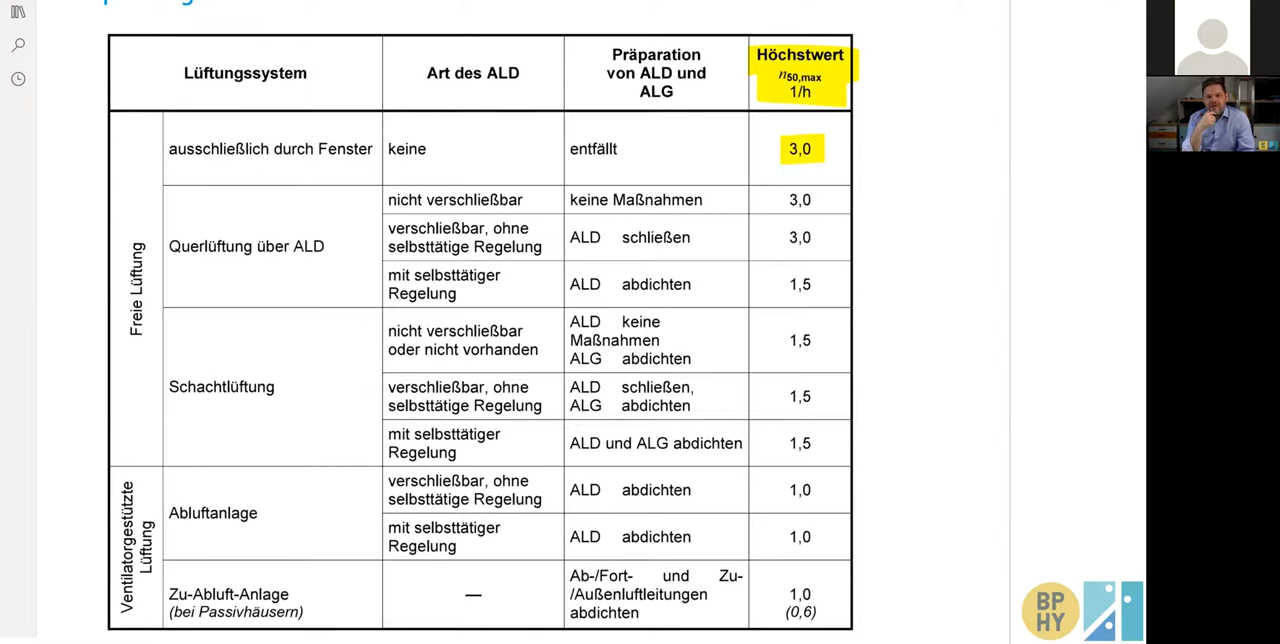 Lüftungssystem
Art des ALD
Präparation
von ALD und
ALG
Höchstwert
n50,max
1/h
Freie Lüftung
ausschließlich durch Fenster
keine
entfällt
3,0
Querlüftung über ALD
nicht verschließbar
keine Maßnahmen
3,0
verschließbar, ohne
selbsttätige Regelung
ALD schließen
3,0
mit selbsttätiger
Regelung
ALD abdichten
1,5
Schachtlüftung
nicht verschließbar
oder nicht vorhanden
ALD keine
Maßnahmen
ALG abdichten
1,5
verschließbar, ohne
selbsttätige Regelung
ALD schließen,
ALG abdichten
1,5
mit selbsttätiger
Regelung
ALD und ALG abdichten
1,5
Ventilatorgestützte
Lüftung
Abluftanlage
verschließbar, ohne
selbsttätige Regelung
ALD abdichten
1,0
mit selbsttätiger
Regelung
ALD abdichten
1,0
Zu-Abluft-Anlage
(bei Passivhäusern)
—
Ab-/Fort- und Zu-
/Außenluftleitungen
abdichten
1,0
(0,6)
BP
HY